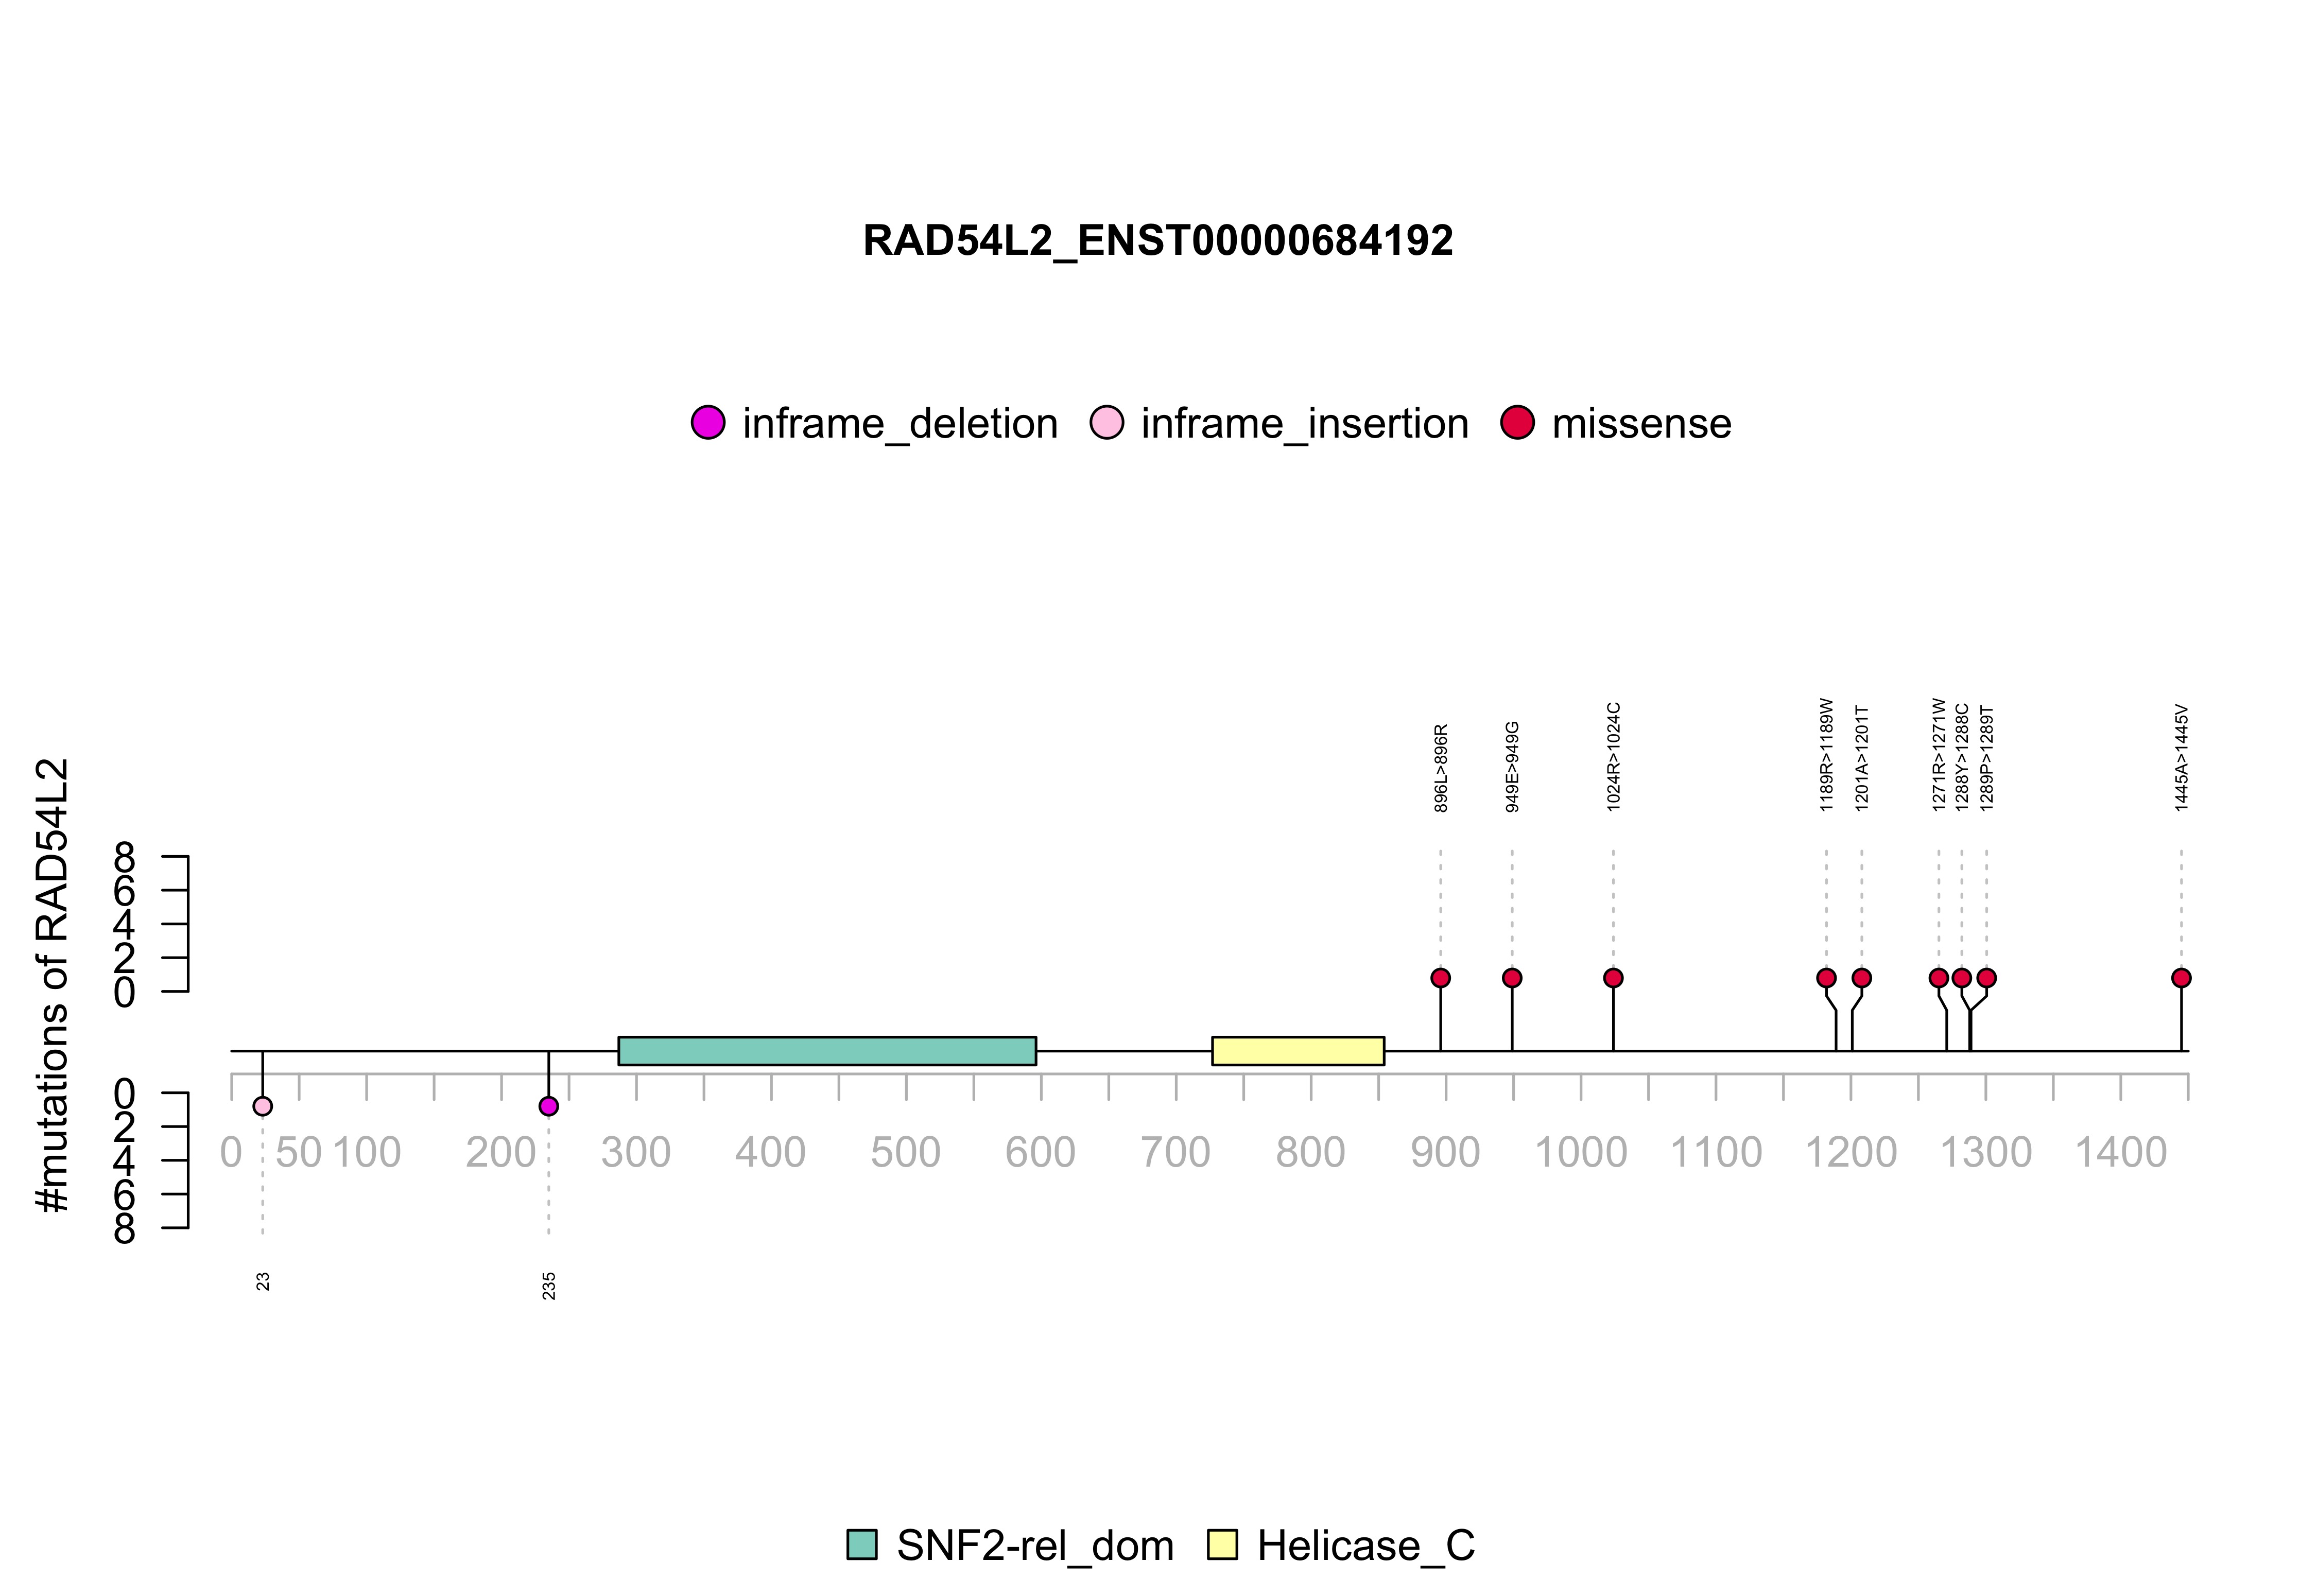 RAD54L2_ENST00000684192
inframe_deletion inframe_insertion missense
#mutations of RAD54L2
896L>896R
949E>949G
1024R>1024C
1189R>1189W
1201A>1201T
1271R>1271W
1288Y>1288C
1289P>1289T
1445A>1445V
8
6
4
2
0
0
2
4
6
8
0 50 100 200 300 400 500 600 700 800 900 1000 1100 1200 1300 1400
23
235
SNF2-rel_dom Helicase_C